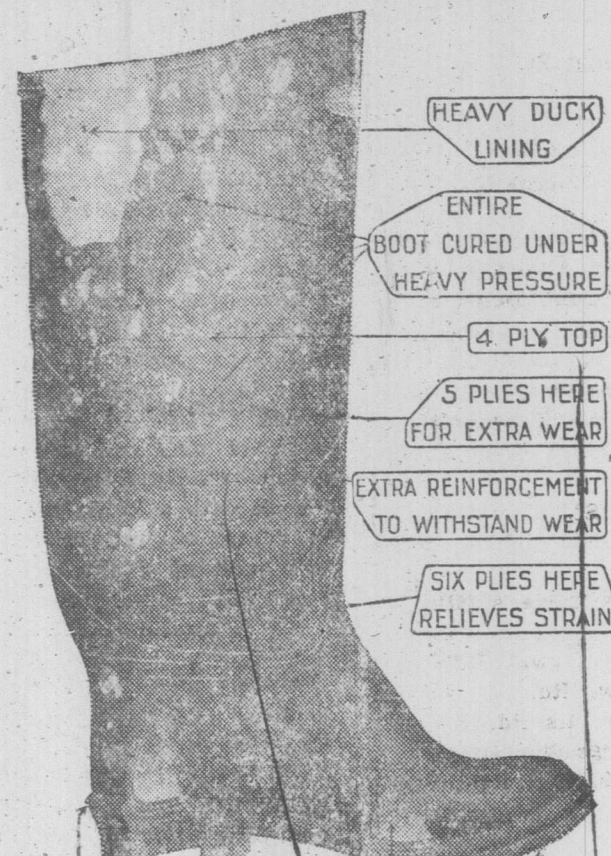 HEAVY DUCK
LINING
ENTIRE
BOOT CURED UNDER
HEAVY PRESSURE
4 PLY TOP
5 PLIES HERE
FOR EXTRA WEAR
EXTRA REINFORCEMENT
TO WITHSTAND WEAR
SIX PLIES HERE
RELIEVES STRAIN